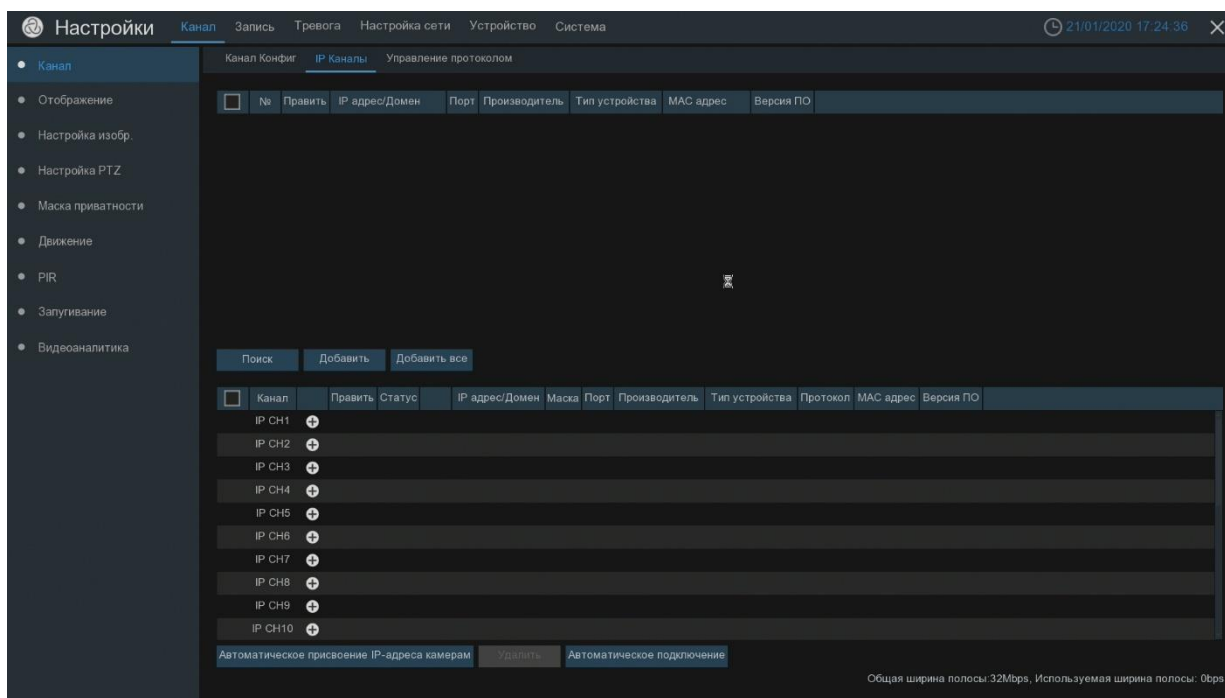 Настройки Канал Запись Тревога Настройка сети Устройство Система 21/01/2020 17:24:36
Канал Конфиг IP Каналы Управление протоколом
Канал
Отображение
Настройка изобр.
Настройка PTZ
Маска приватности
Движение
PIR
Запугивание
Видеоаналитика
№ Править IP адрес/Домен Порт Производитель Тип устройства MAC адрес Версия ПО
Поиск Добавить Добавить все
Канал Править Статус IP адрес/Домен Маска Порт Производитель Тип устройства Протокол MAC адрес Версия ПО
IP CH1
IP CH2
IP CH3
IP CH4
IP CH5
IP CH6
IP CH7
IP CH8
IP CH9
IP CH10
Автоматическое присвоение IP-адреса камерам Удалить Автоматическое подключение
Общая ширина полосы:32Mbps, Используемая ширина полосы: 0bps